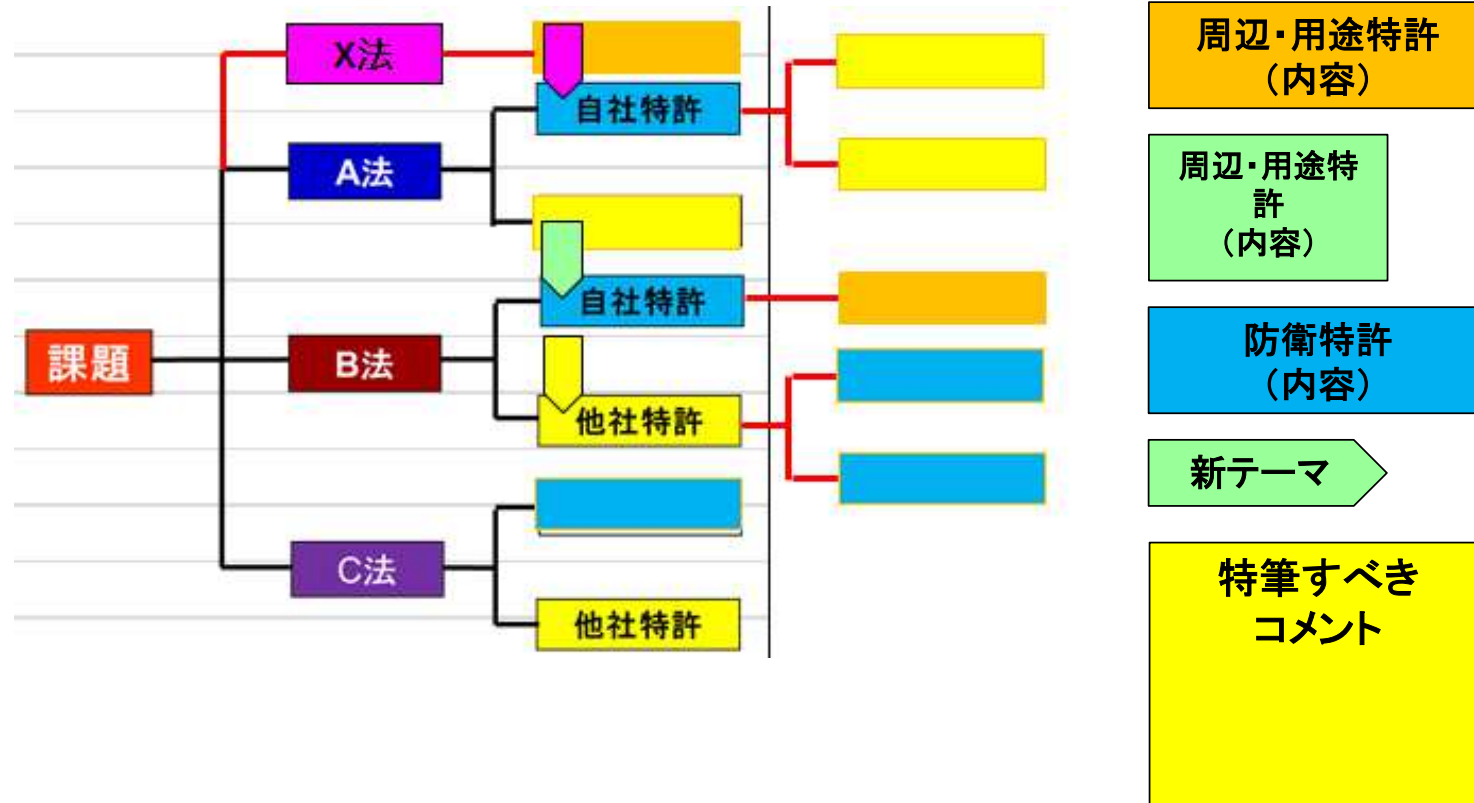 X法
自社特許
A法
自社特許
課題
B法
他社特許
C法
他社特許
周辺・用途特許
（内容）
周辺・用途特
許
（内容）
防衛特許
（内容）
新テーマ
特筆すべき
コメント